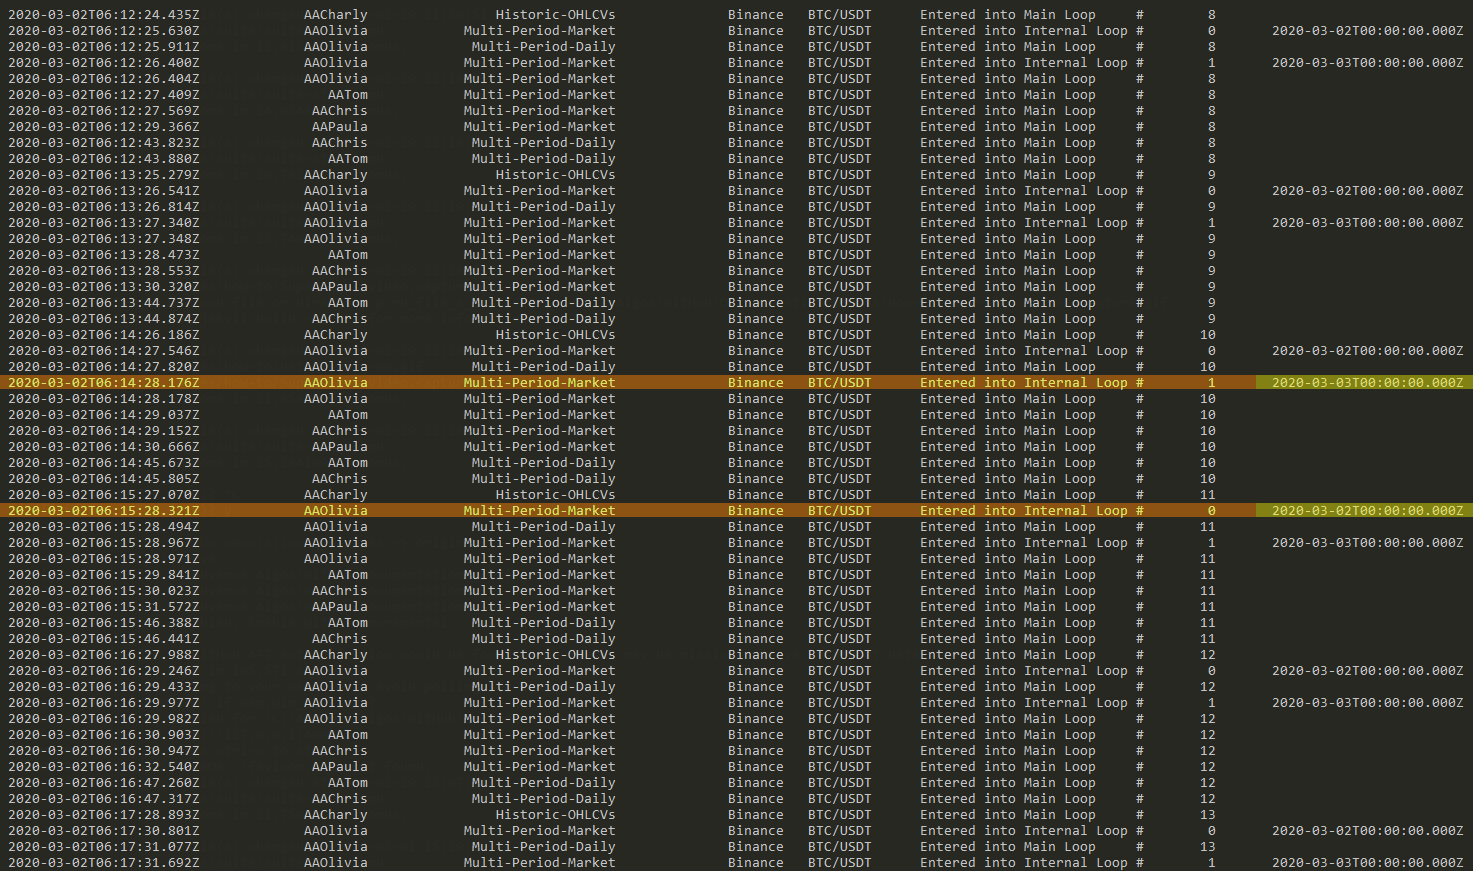 2020-03-02T06:12:24.435Z AACharly Historic-OHLCVs Binance BTC/USDT Entered into Main Loop # 8
2020-03-02T06:12:25.630Z AAOlivia Multi-Period-Market Binance BTC/USDT Entered into Internal Loop # 0 2020-03-02T00:00:00.000Z
2020-03-02T06:12:25.911Z AAOlivia Multi-Period-Daily Binance BTC/USDT Entered into Main Loop # 8
2020-03-02T06:12:26.400Z AAOlivia Multi-Period-Market Binance BTC/USDT Entered into Internal Loop # 1 2020-03-03T00:00:00.000Z
2020-03-02T06:12:26.404Z AAOlivia Multi-Period-Market Binance BTC/USDT Entered into Main Loop # 8
2020-03-02T06:12:27.409Z AATom Multi-Period-Market Binance BTC/USDT Entered into Main Loop # 8
2020-03-02T06:12:27.569Z AAChris Multi-Period-Market Binance BTC/USDT Entered into Main Loop # 8
2020-03-02T06:12:29.366Z AAPaula Multi-Period-Market Binance BTC/USDT Entered into Main Loop # 8
2020-03-02T06:12:43.823Z AAChris Multi-Period-Daily Binance BTC/USDT Entered into Main Loop # 8
2020-03-02T06:12:43.880Z AATom Multi-Period-Daily Binance BTC/USDT Entered into Main Loop # 8
2020-03-02T06:13:25.279Z AACharly Historic-OHLCVs Binance BTC/USDT Entered into Main Loop # 9
2020-03-02T06:13:26.541Z AAOlivia Multi-Period-Market Binance BTC/USDT Entered into Internal Loop # 0 2020-03-02T00:00:00.000Z
2020-03-02T06:13:26.814Z AAOlivia Multi-Period-Daily Binance BTC/USDT Entered into Main Loop # 9
2020-03-02T06:13:27.340Z AAOlivia Multi-Period-Market Binance BTC/USDT Entered into Internal Loop # 1 2020-03-03T00:00:00.000Z
2020-03-02T06:13:27.348Z AAOlivia Multi-Period-Market Binance BTC/USDT Entered into Main Loop # 9
2020-03-02T06:13:28.473Z AATom Multi-Period-Market Binance BTC/USDT Entered into Main Loop # 9
2020-03-02T06:13:28.553Z AAChris Multi-Period-Market Binance BTC/USDT Entered into Main Loop # 9
2020-03-02T06:13:30.320Z AAPaula Multi-Period-Market Binance BTC/USDT Entered into Main Loop # 9
2020-03-02T06:13:44.737Z AATom Multi-Period-Daily Binance BTC/USDT Entered into Main Loop # 9
2020-03-02T06:13:44.874Z AAChris Multi-Period-Daily Binance BTC/USDT Entered into Main Loop # 9
2020-03-02T06:14:26.186Z AACharly Historic-OHLCVs Binance BTC/USDT Entered into Main Loop # 10
2020-03-02T06:14:27.546Z AAOlivia Multi-Period-Market Binance BTC/USDT Entered into Internal Loop # 0 2020-03-02T00:00:00.000Z
2020-03-02T06:14:27.820Z AAOlivia Multi-Period-Daily Binance BTC/USDT Entered into Main Loop # 10
2020-03-02T06:14:28.176Z AAOlivia Multi-Period-Market Binance BTC/USDT Entered into Internal Loop # 1 2020-03-03T00:00:00.000Z
2020-03-02T06:14:28.178Z AAOlivia Multi-Period-Market Binance BTC/USDT Entered into Main Loop # 10
2020-03-02T06:14:29.037Z AATom Multi-Period-Market Binance BTC/USDT Entered into Main Loop # 10
2020-03-02T06:14:29.152Z AAChris Multi-Period-Market Binance BTC/USDT Entered into Main Loop # 10
2020-03-02T06:14:30.666Z AAPaula Multi-Period-Market Binance BTC/USDT Entered into Main Loop # 10
2020-03-02T06:14:45.673Z AATom Multi-Period-Daily Binance BTC/USDT Entered into Main Loop # 10
2020-03-02T06:14:45.805Z AAChris Multi-Period-Daily Binance BTC/USDT Entered into Main Loop # 10
2020-03-02T06:15:27.070Z AACharly Historic-OHLCVs Binance BTC/USDT Entered into Main Loop # 11
2020-03-02T06:15:28.321Z AAOlivia Multi-Period-Market Binance BTC/USDT Entered into Internal Loop # 0 2020-03-02T00:00:00.000Z
2020-03-02T06:15:28.494Z AAOlivia Multi-Period-Daily Binance BTC/USDT Entered into Main Loop # 11
2020-03-02T06:15:28.967Z AAOlivia Multi-Period-Market Binance BTC/USDT Entered into Internal Loop # 1 2020-03-03T00:00:00.000Z
2020-03-02T06:15:28.971Z AAOlivia Multi-Period-Market Binance BTC/USDT Entered into Main Loop # 11
2020-03-02T06:15:29.841Z AATom Multi-Period-Market Binance BTC/USDT Entered into Main Loop # 11
2020-03-02T06:15:30.023Z AAChris Multi-Period-Market Binance BTC/USDT Entered into Main Loop # 11
2020-03-02T06:15:31.572Z AAPaula Multi-Period-Market Binance BTC/USDT Entered into Main Loop # 11
2020-03-02T06:15:46.388Z AATom Multi-Period-Daily Binance BTC/USDT Entered into Main Loop # 11
2020-03-02T06:15:46.441Z AAChris Multi-Period-Daily Binance BTC/USDT Entered into Main Loop # 11
2020-03-02T06:16:27.988Z AACharly Historic-OHLCVs Binance BTC/USDT Entered into Main Loop # 12
2020-03-02T06:16:29.246Z AAOlivia Multi-Period-Market Binance BTC/USDT Entered into Internal Loop # 0 2020-03-02T00:00:00.000Z
2020-03-02T06:16:29.433Z AAOlivia Multi-Period-Daily Binance BTC/USDT Entered into Main Loop # 12
2020-03-02T06:16:29.977Z AAOlivia Multi-Period-Market Binance BTC/USDT Entered into Internal Loop # 1 2020-03-03T00:00:00.000Z
2020-03-02T06:16:29.982Z AAOlivia Multi-Period-Market Binance BTC/USDT Entered into Main Loop # 12
2020-03-02T06:16:30.903Z AATom Multi-Period-Market Binance BTC/USDT Entered into Main Loop # 12
2020-03-02T06:16:30.947Z AAChris Multi-Period-Market Binance BTC/USDT Entered into Main Loop # 12
2020-03-02T06:16:32.540Z AAPaula Multi-Period-Market Binance BTC/USDT Entered into Main Loop # 12
2020-03-02T06:16:47.260Z AATom Multi-Period-Daily Binance BTC/USDT Entered into Main Loop # 12
2020-03-02T06:16:47.317Z AAChris Multi-Period-Daily Binance BTC/USDT Entered into Main Loop # 12
2020-03-02T06:17:28.893Z AACharly Historic-OHLCVs Binance BTC/USDT Entered into Main Loop # 13
2020-03-02T06:17:30.801Z AAOlivia Multi-Period-Market Binance BTC/USDT Entered into Internal Loop # 0 2020-03-02T00:00:00.000Z
2020-03-02T06:17:31.077Z AAOlivia Multi-Period-Daily Binance BTC/USDT Entered into Main Loop # 13
2020-03-02T06:17:31.692Z AAOlivia Multi-Period-Market Binance BTC/USDT Entered into Internal Loop # 1 2020-03-03T00:00:00.000Z